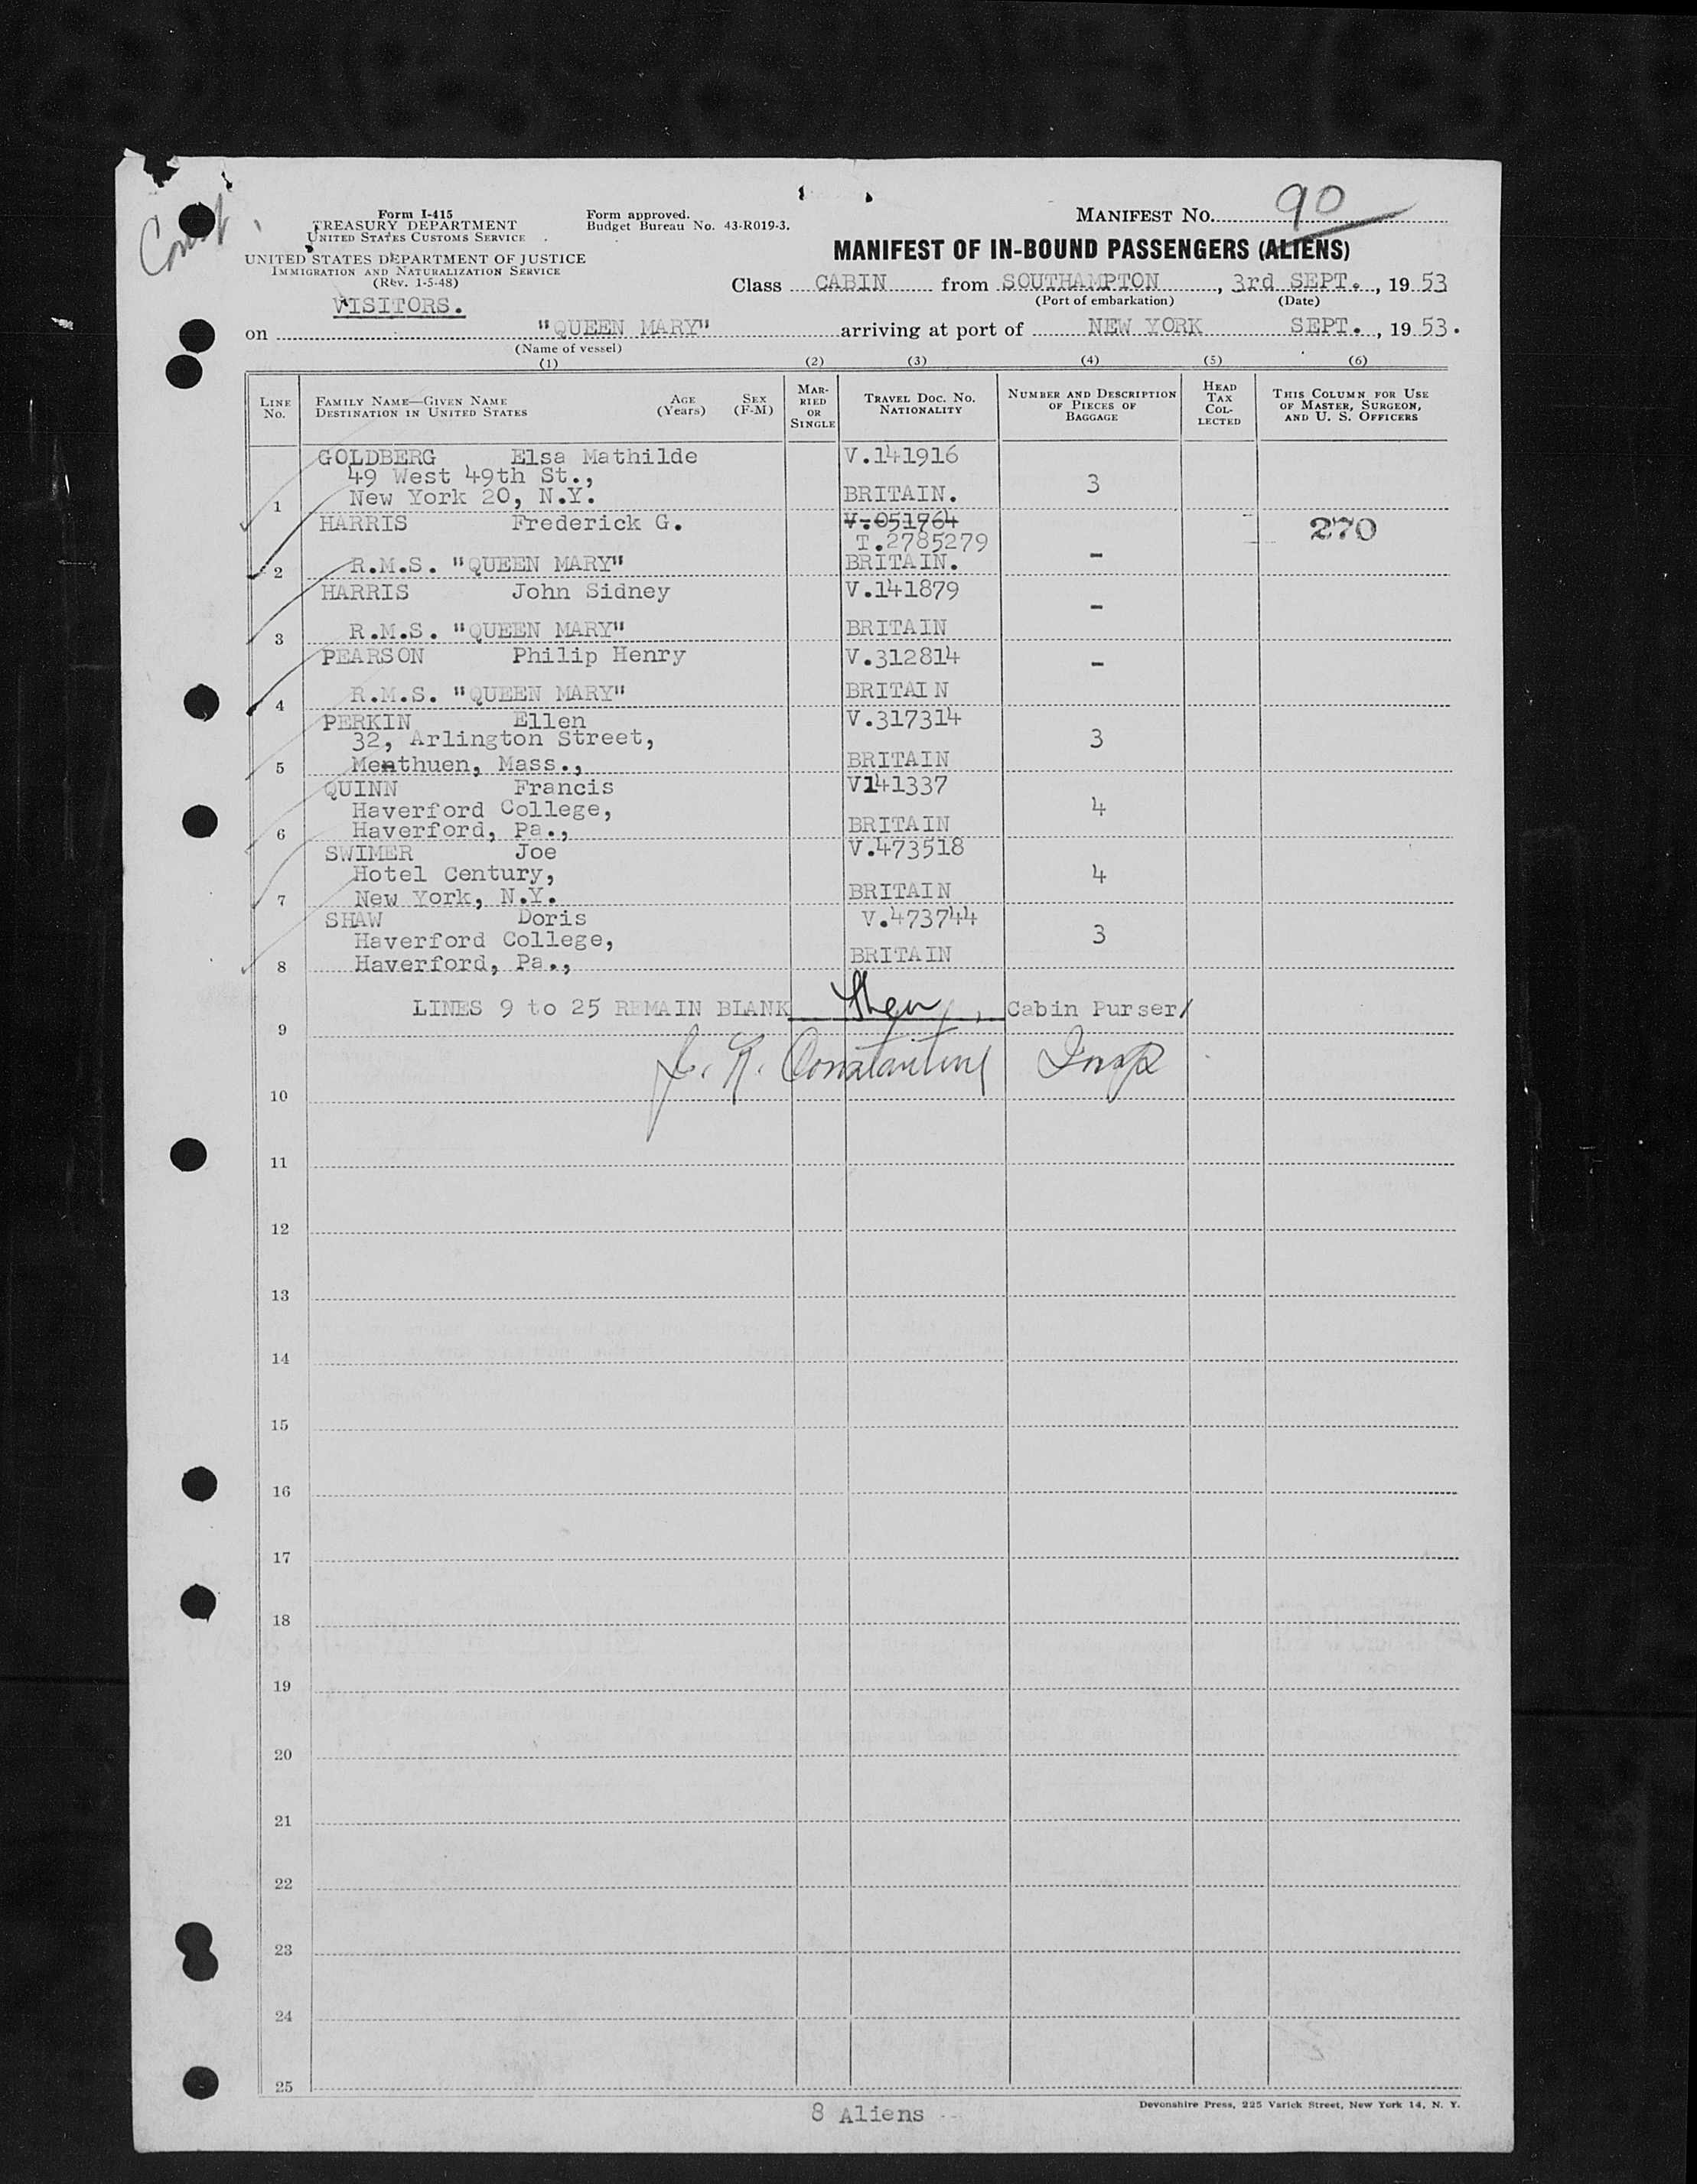 Const.
Form I-415
TREASURY DEPARTMENT
UNITED STATES CUSTOMS SERVICE
UNITED STATES DEPARTMENT OF JUSTICE
IMMIGRATION AND NATURALIZATION SERVICE
(Rev. 1-5-48)
VISITORS.
Form approved.
Budget Bureau No. 43-R019-3.
MANIFEST NO. 90
MANIFEST OF IN-BOUND PASSENGERS (ALIENS)
Class CABIN from SOUTHAMPTON, 3rd SEPT., 19 53
(Port of embarkation) (Date)
on "QUEEN MARY" arriving at port of NEW YORK SEPT., 19 53.
(Name of vessel)
(1) (2) (3) (4) (5) (6)
LINE NO. FAMILY NAME—GIVEN NAME DESTINATION IN UNITED STATES AGE (Years) SEX (F-M) MARRIED OR SINGLE TRAVEL DOC. NO. NATIONALITY NUMBER AND DESCRIPTION OF PIECES OF BAGGAGE HEAD TAX COLLECTED THIS COLUMN FOR USE OF MASTER, SURGEON, AND U. S. OFFICERS
GOLDBERG Elsa Mathilde V.141916
49 West 49th St., 3
1 New York 20, N.Y. BRITAIN.
HARRIS Frederick G. V.051764 270
T.2785279
2 R.M.S. "QUEEN MARY" BRITAIN. -
HARRIS John Sidney V.141879 -
3 R.M.S. "QUEEN MARY" BRITAIN
PEARSON Philip Henry V.312814 -
4 R.M.S. "QUEEN MARY" BRITAIN
PERKIN Ellen V.317314
32, Arlington Street, 3
5 Menthuen, Mass., BRITAIN
QUINN Francis V141337
Haverford College, 4
6 Haverford, Pa., BRITAIN
SWIMER Joe V.473518
Hotel Century, 4
7 New York, N.Y. BRITAIN
SHAW Doris V.473744
Haverford College, 3
8 Haverford, Pa., BRITAIN
LINES 9 to 25 REMAIN BLANK , Cabin Purser/
9
J. R. Constantine Insp
10
11
12
13
14
15
16
17
18
19
20
21
22
23
24
25
8 Aliens
Devonshire Press, 225 Varick Street, New York 14, N. Y.